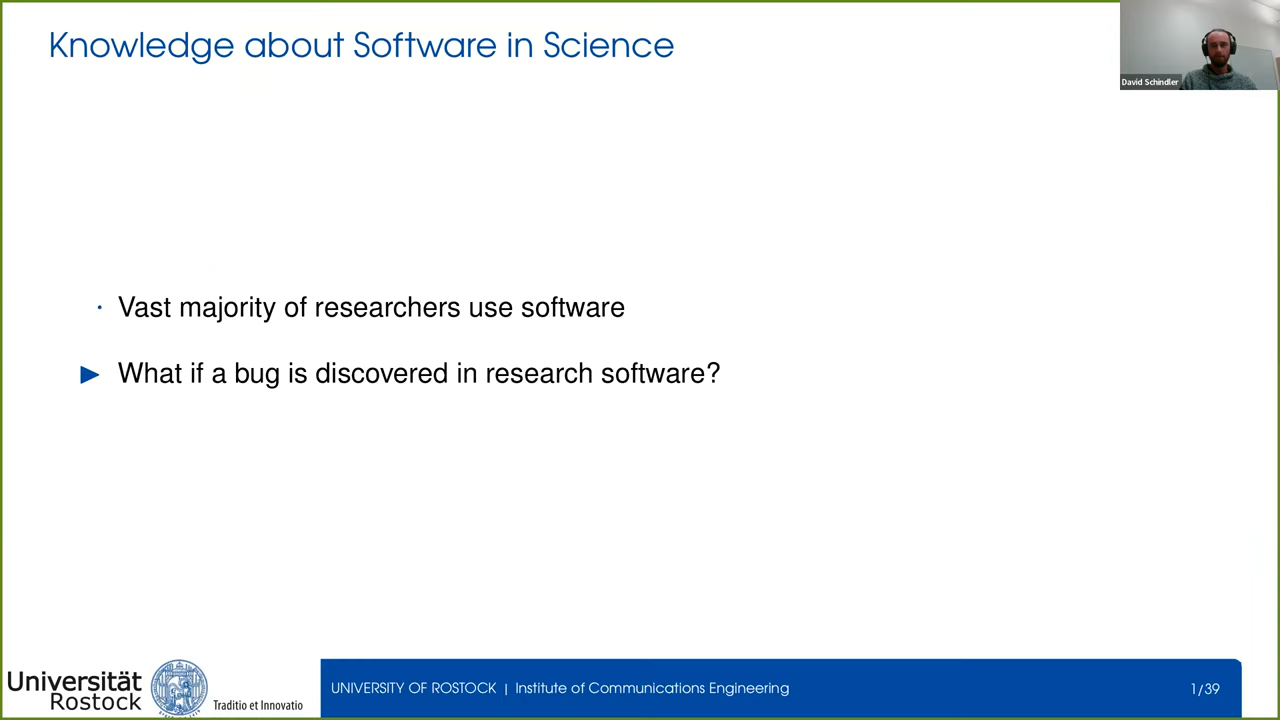 Knowledge about Software in Science
David Schindler
· Vast majority of researchers use software
▶ What if a bug is discovered in research software?
Universität
Rostock
Traditio et Innovatio
UNIVERSITY OF ROSTOCK | Institute of Communications Engineering
1/39